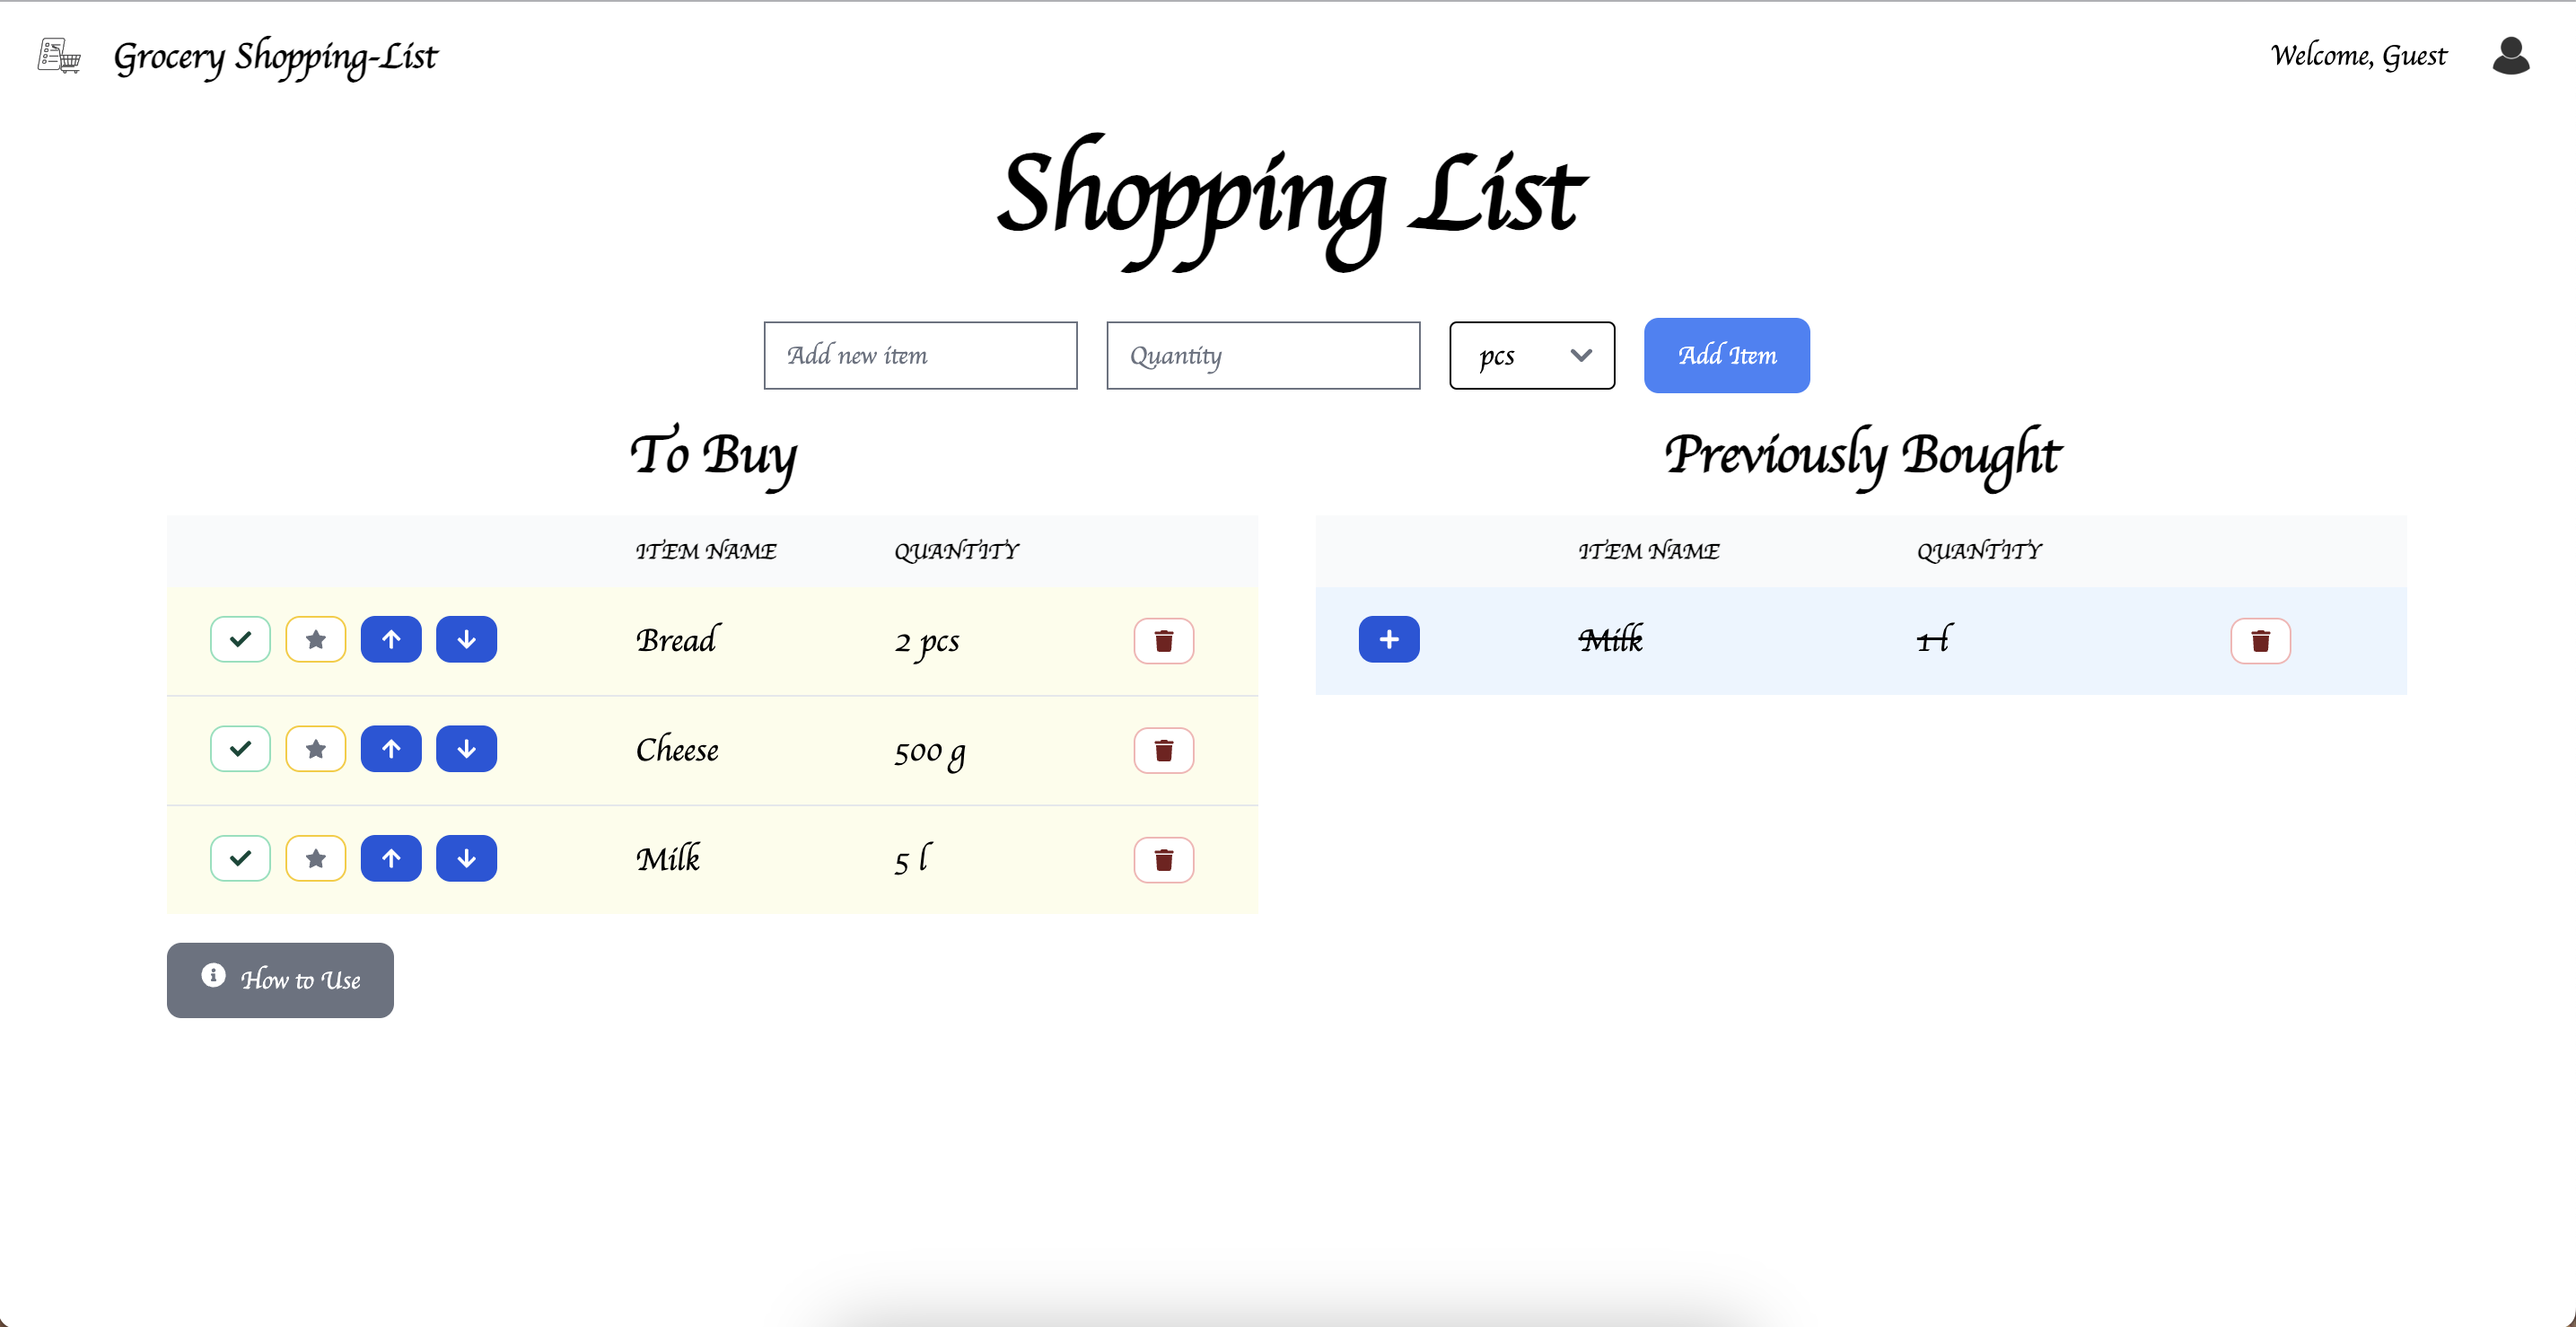 Grocery Shopping-List
Welcome, Guest
Shopping List
Add new item
Quantity
pcs
Add Item
To Buy
ITEM NAME QUANTITY
Bread 2 pcs
Cheese 500 g
Milk 5 l
How to Use
Previously Bought
ITEM NAME QUANTITY
Milk 1 l